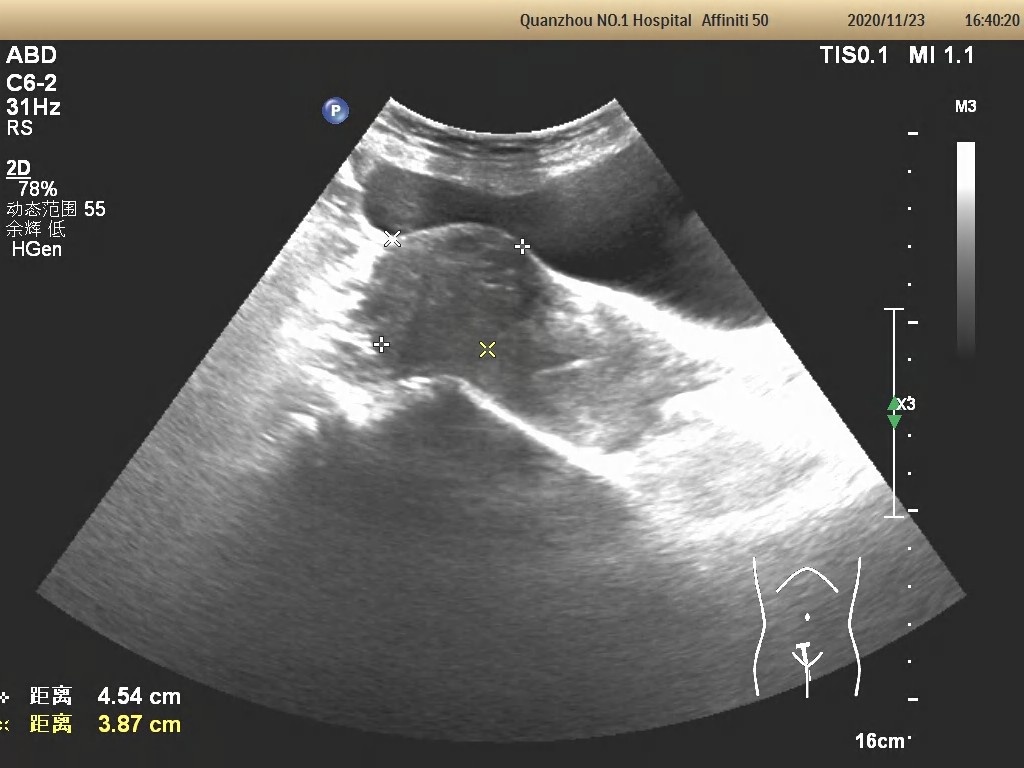 Quanzhou NO.1 Hospital Affiniti 50 2020/11/23 16:40:20
ABD
C6-2
31Hz
RS
TIS0.1 MI 1.1
M3
P
2D
78%
动态范围 55
余辉 低
HGen
X3
距离 4.54 cm
距离 3.87 cm
16cm